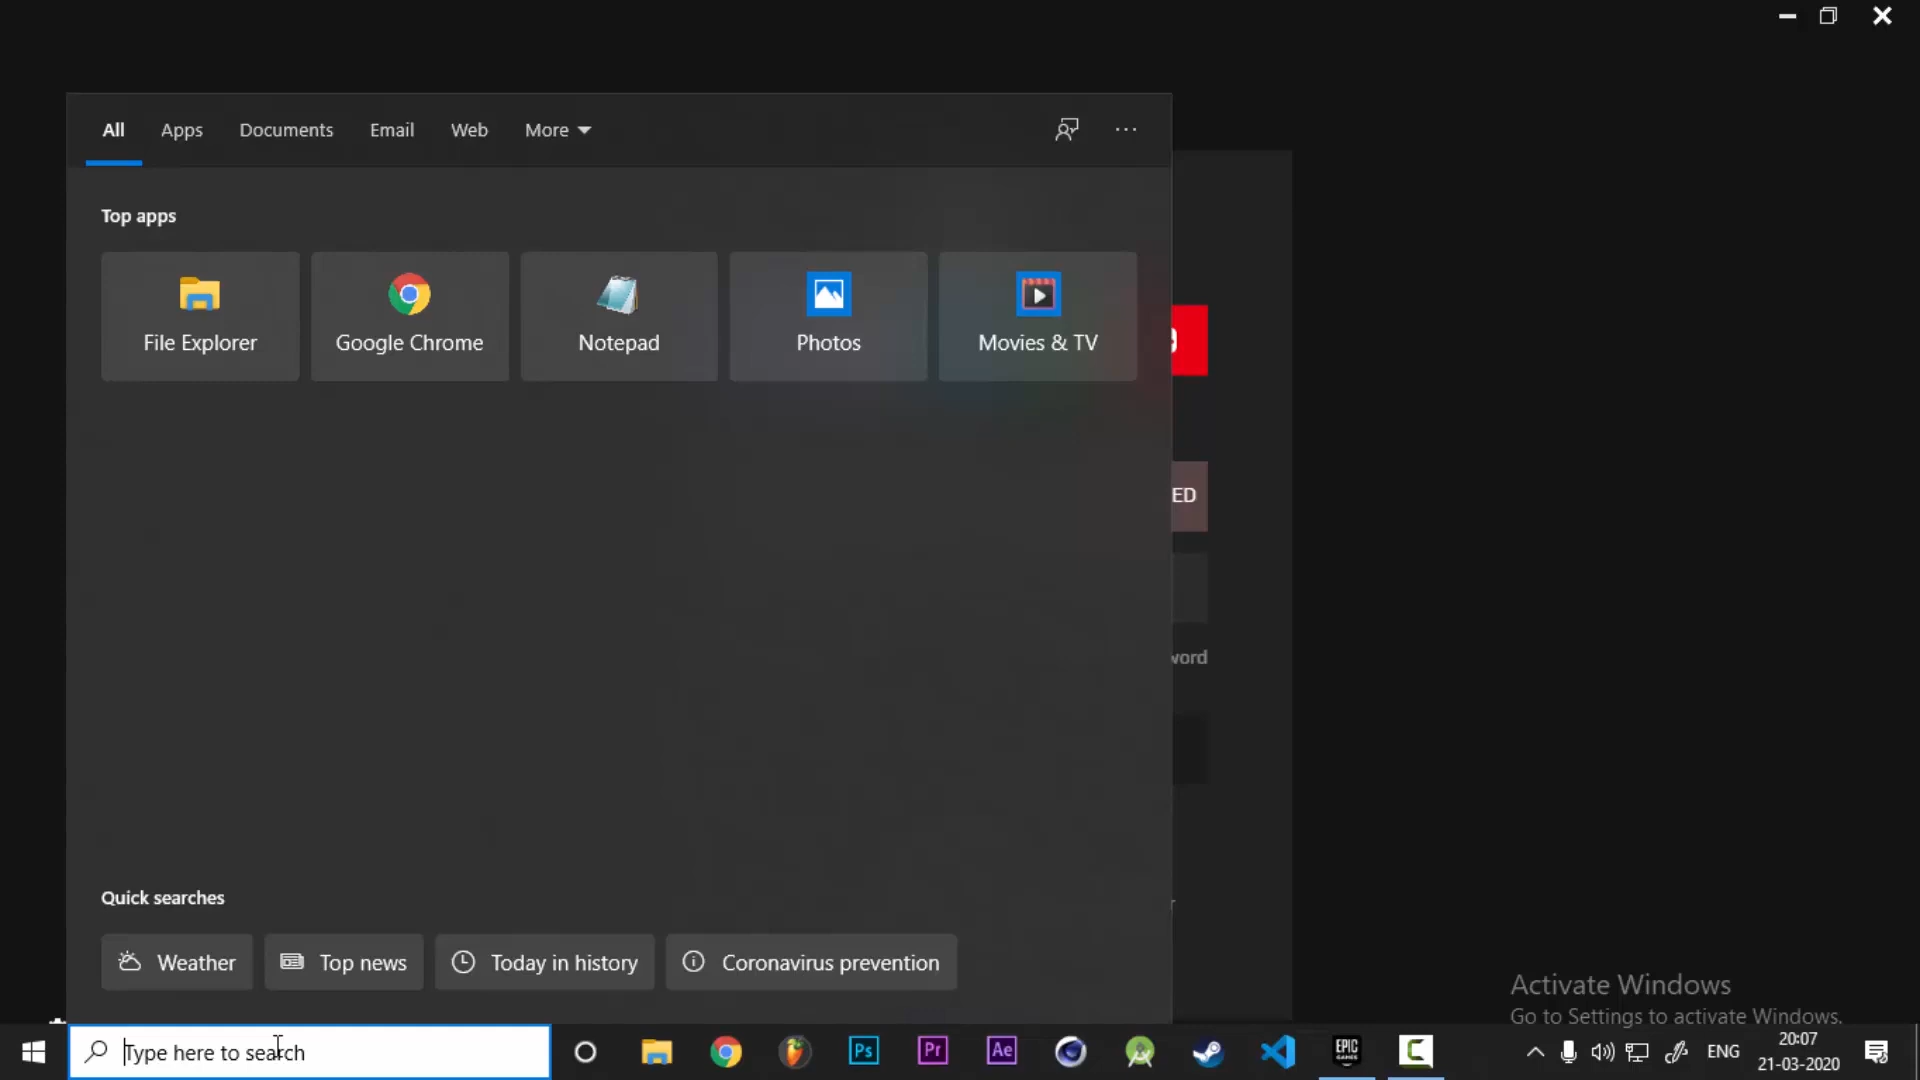 All Apps Documents Email Web More
Top apps
File Explorer Google Chrome Notepad Photos Movies & TV
ED
word
Quick searches
Weather Top news Today in history Coronavirus prevention
Activate Windows
Go to Settings to activate Windows.
Type here to search
Ps Pr Ae EPIC GAMES C ENG
20:07
21-03-2020